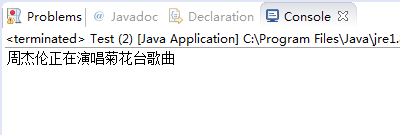 Problems @ Javadoc Declaration Console
<terminated> Test (2) [Java Application] C:\Program Files\Java\jre1.
周杰伦正在演唱菊花台歌曲